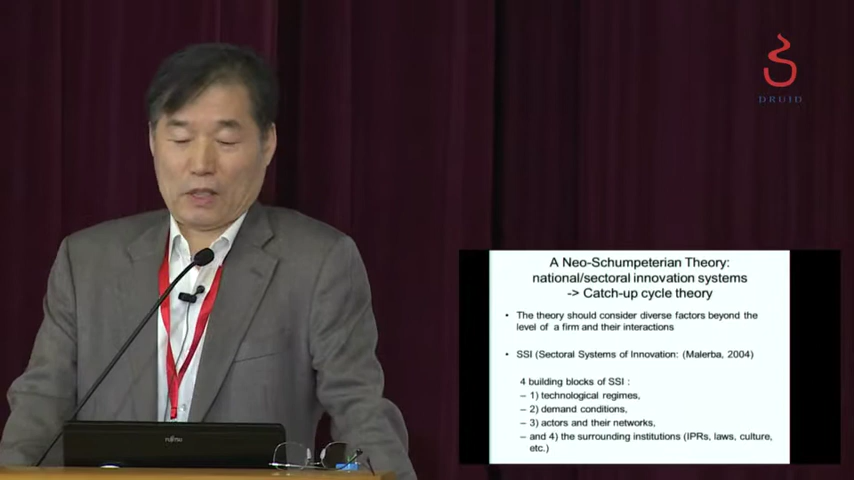 DRUID
A Neo-Schumpeterian Theory:
national/sectoral innovation systems
-> Catch-up cycle theory
• The theory should consider diverse factors beyond the
level of a firm and their interactions
• SSI (Sectoral Systems of Innovation: (Malerba, 2004)
4 building blocks of SSI :
– 1) technological regimes,
– 2) demand conditions,
– 3) actors and their networks,
– and 4) the surrounding institutions (IPRs, laws, culture,
etc.)
FUJITSU